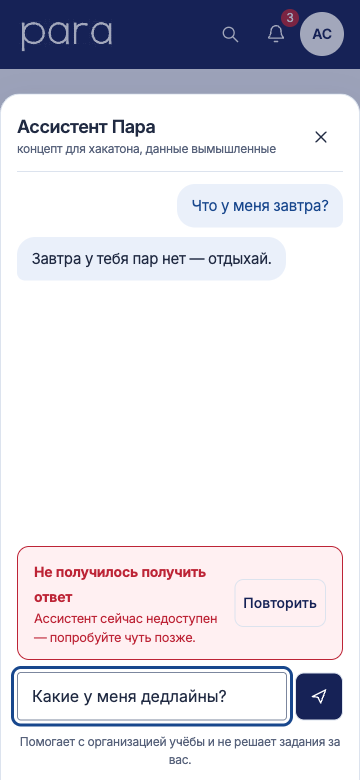 para
3
АС
Ассистент Пара
концепт для хакатона, данные вымышленные
Что у меня завтра?
Завтра у тебя пар нет — отдыхай.
Не получилось получить
ответ
Ассистент сейчас недоступен
— попробуйте чуть позже.
Повторить
Какие у меня дедлайны?
Помогает с организацией учёбы и не решает задания за
вас.